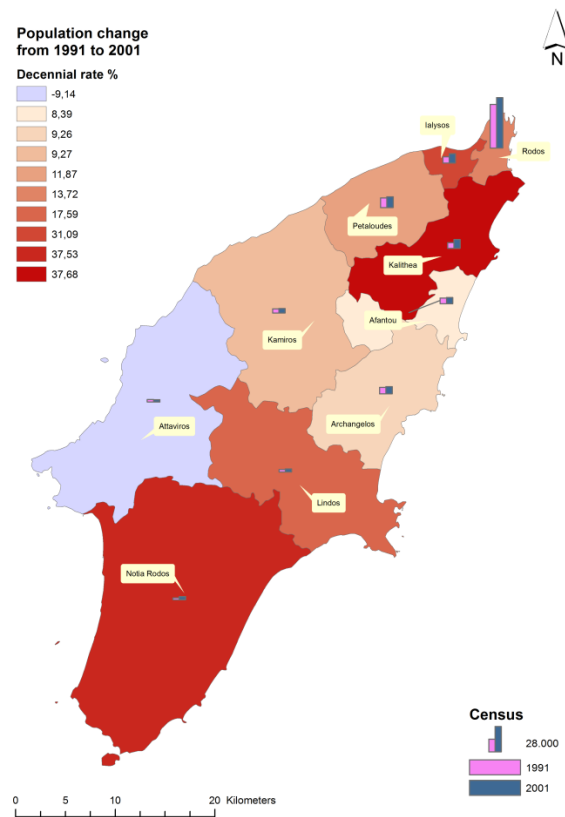 Population change
from 1991 to 2001
Decennial rate %
-9,14
8,39
9,26
9,27
11,87
13,72
17,59
31,09
37,53
37,68
N
Ialysos
Rodos
Petaloudes
Kalithea
Afantou
Kamiros
Archangelos
Attaviros
Lindos
Notia Rodos
Census
28.000
1991
2001
0 5 10 20 Kilometers